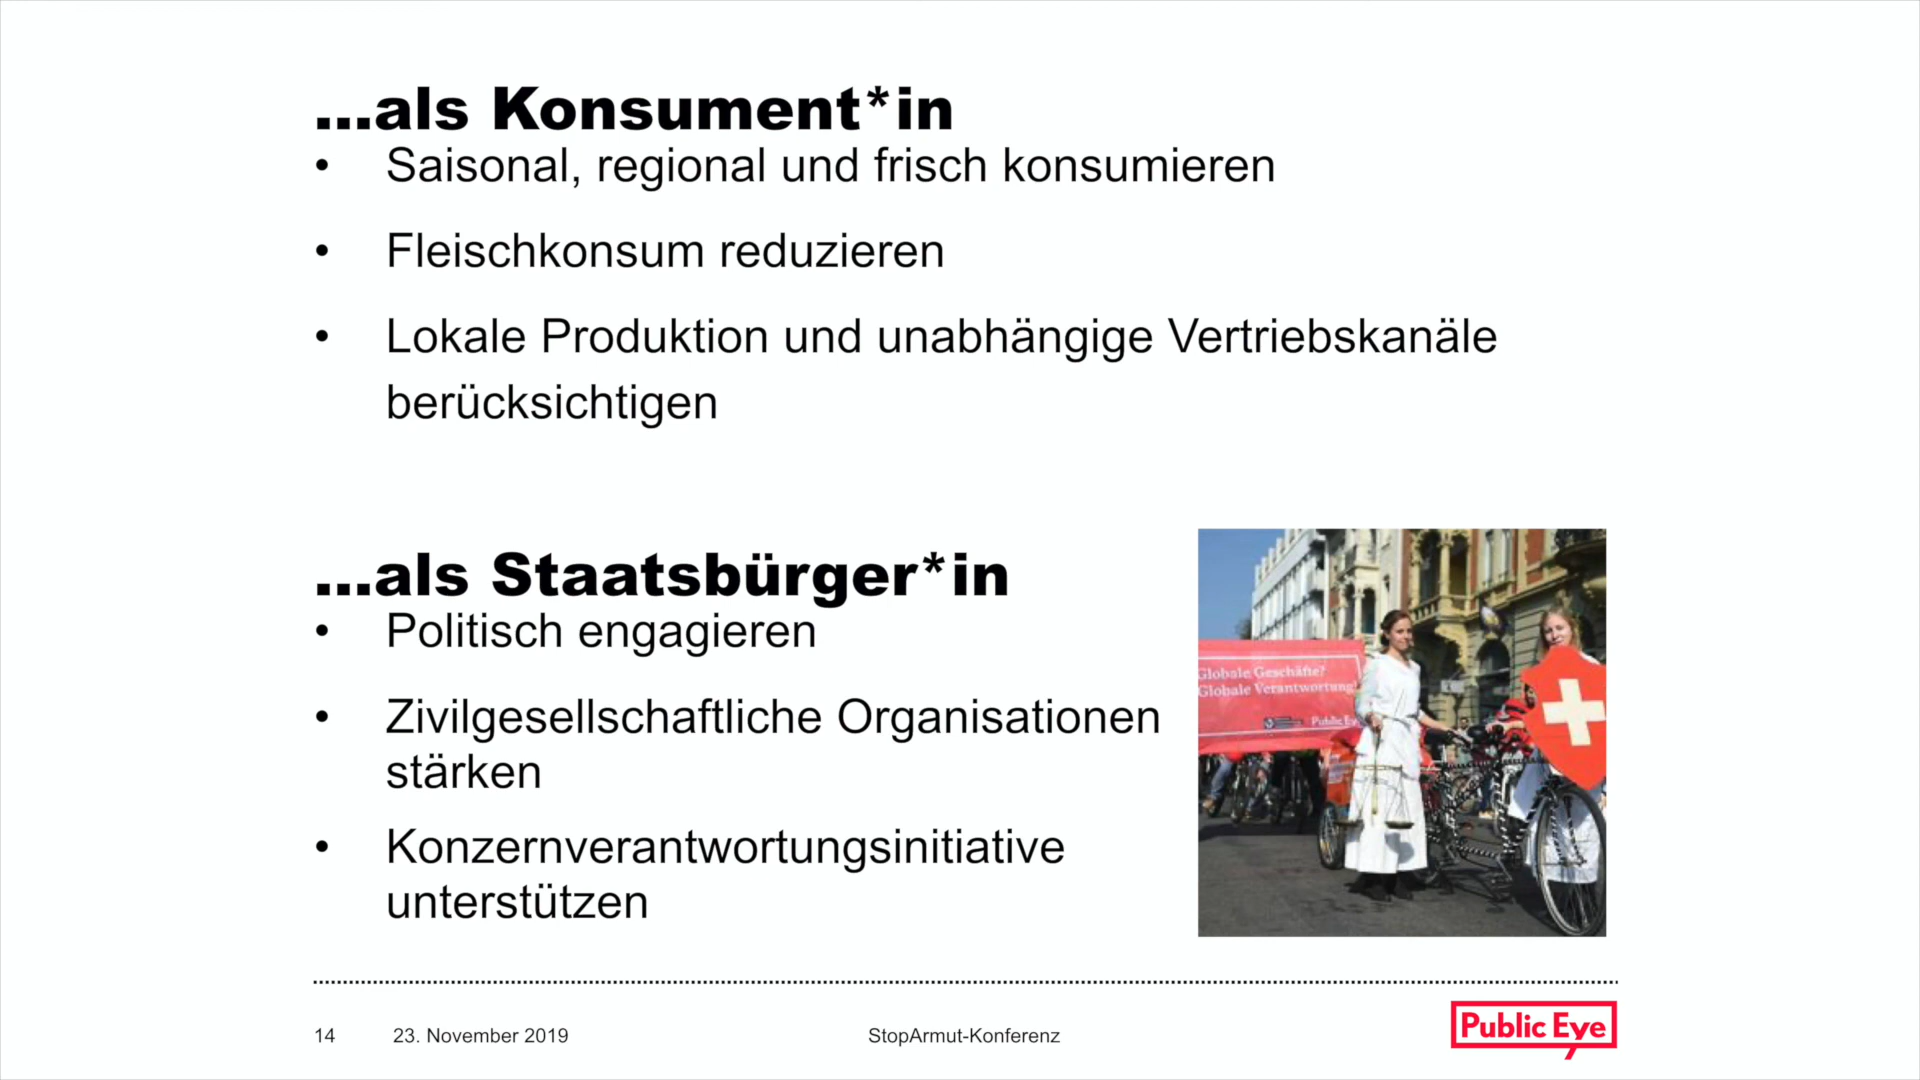 ...als Konsument*in
• Saisonal, regional und frisch konsumieren
• Fleischkonsum reduzieren
• Lokale Produktion und unabhängige Vertriebskanäle
berücksichtigen
...als Staatsbürger*in
• Politisch engagieren
• Zivilgesellschaftliche Organisationen
stärken
• Konzernverantwortungsinitiative
unterstützen
Globale Geschäfte?
Globale Verantwortung!
Public Eye
14 23. November 2019 StopArmut-Konferenz
Public Eye